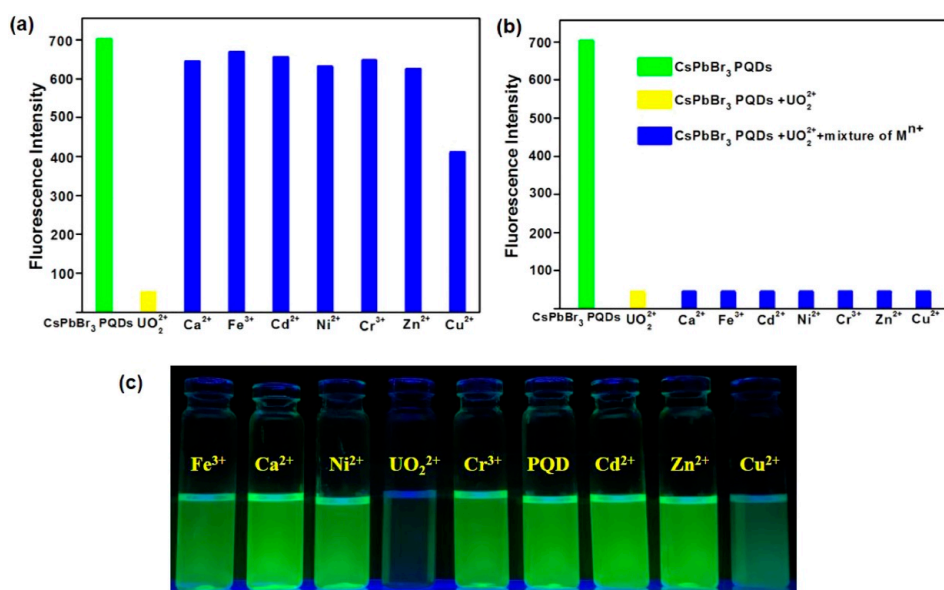 (a)
Fluorescence Intensity
700
600
500
400
300
200
100
CsPbBr₃ PQDs UO₂²⁺ Ca²⁺ Fe³⁺ Cd²⁺ Ni²⁺ Cr³⁺ Zn²⁺ Cu²⁺
(b)
Fluorescence Intensity
700
600
500
400
300
200
100
CsPbBr₃ PQDs
CsPbBr₃ PQDs +UO₂²⁺
CsPbBr₃ PQDs +UO₂²⁺+mixture of Mⁿ⁺
CsPbBr₃ PQDs UO₂²⁺ Ca²⁺ Fe³⁺ Cd²⁺ Ni²⁺ Cr³⁺ Zn²⁺ Cu²⁺
(c)
Fe³⁺ Ca²⁺ Ni²⁺ UO₂²⁺ Cr³⁺ PQD Cd²⁺ Zn²⁺ Cu²⁺